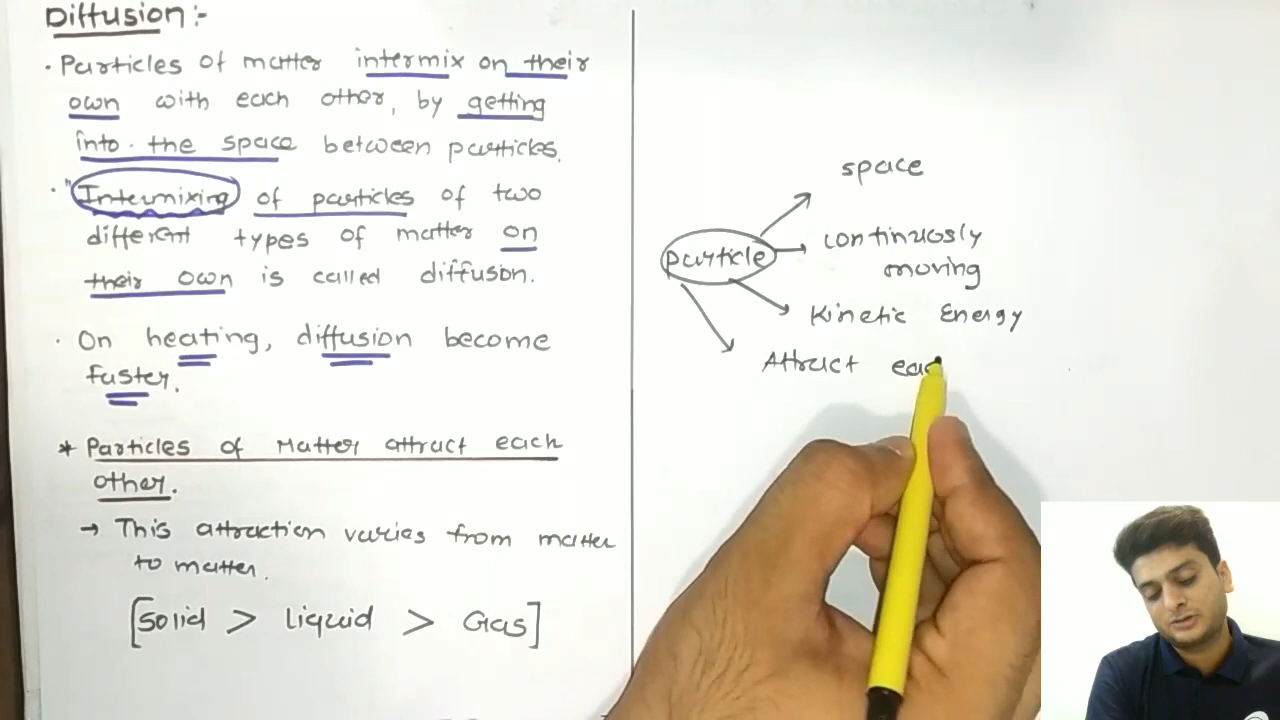 Diffusion:-
· Particles of matter intermix on their
own with each other, by getting
into the space between particles.
· "Intermixing of particles of two
different types of matter on
their own is called diffusion.
· On heating, diffusion become
faster.
* Particles of Matter attract each
other.
→ This attraction varies from matter
to matter.
[Solid > Liquid > Gas]
particle
space
continuosly
moving
Kinetic Energy
Attract eac